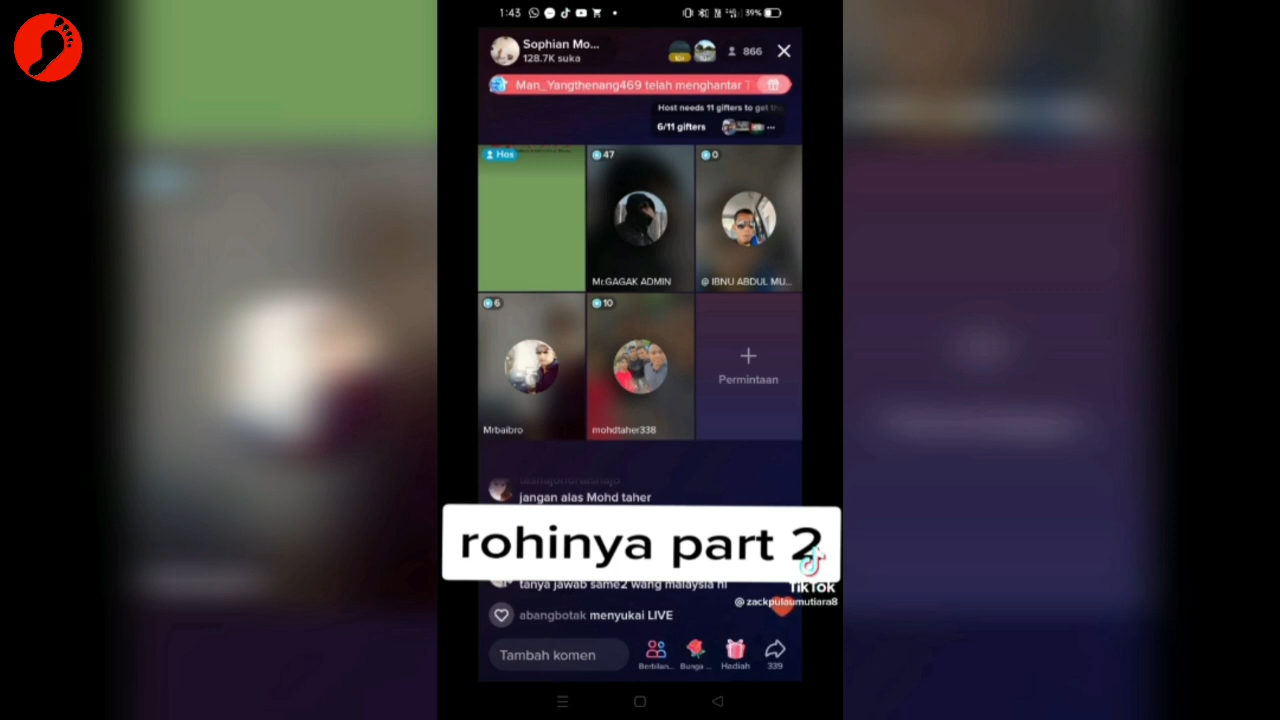 1:43
39%
Sophian Mo...
128.7K suka
866
Man_Yangthenang469 telah menghantar T
Host needs 11 gifters to get the
6/11 gifters
Hos
47
0
Mr.GAGAK ADMIN
@ IBNU ABDUL MU...
6
10
Permintaan
Mrbaibro
mohdtaher338
jangan alas Mohd taher
rohinya part 2
tanya jawab same2 wang malaysia ni
TikTok
@zackpulaumutiara8
abangbotak menyukai LIVE
Tambah komen
Berbilan...
Bunga ...
Hadiah
339